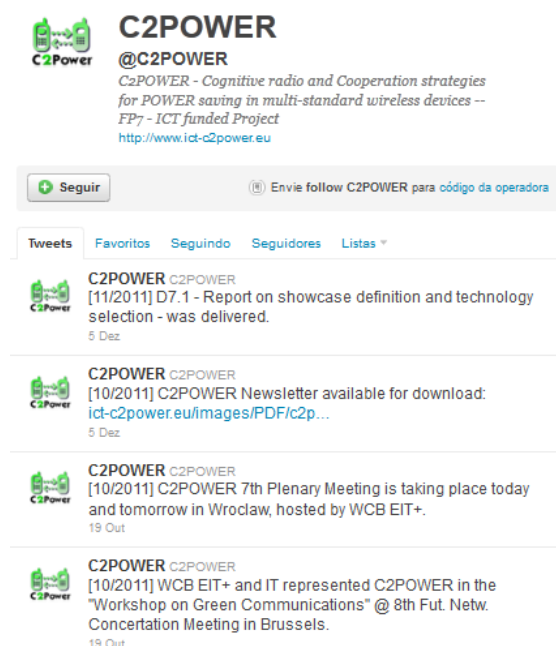 C2Power
C2POWER
@C2POWER
C2POWER - Cognitive radio and Cooperation strategies
for POWER saving in multi-standard wireless devices --
FP7 - ICT funded Project
http://www.ict-c2power.eu
Seguir
Envie follow C2POWER para código da operadora
Tweets Favoritos Seguindo Seguidores Listas
C2Power
C2POWER C2POWER
[11/2011] D7.1 - Report on showcase definition and technology
selection - was delivered.
5 Dez
C2Power
C2POWER C2POWER
[10/2011] C2POWER Newsletter available for download:
ict-c2power.eu/images/PDF/c2p...
5 Dez
C2Power
C2POWER C2POWER
[10/2011] C2POWER 7th Plenary Meeting is taking place today
and tomorrow in Wroclaw, hosted by WCB EIT+.
19 Out
C2Power
C2POWER C2POWER
[10/2011] WCB EIT+ and IT represented C2POWER in the
"Workshop on Green Communications" @ 8th Fut. Netw.
Concertation Meeting in Brussels.
19 Out